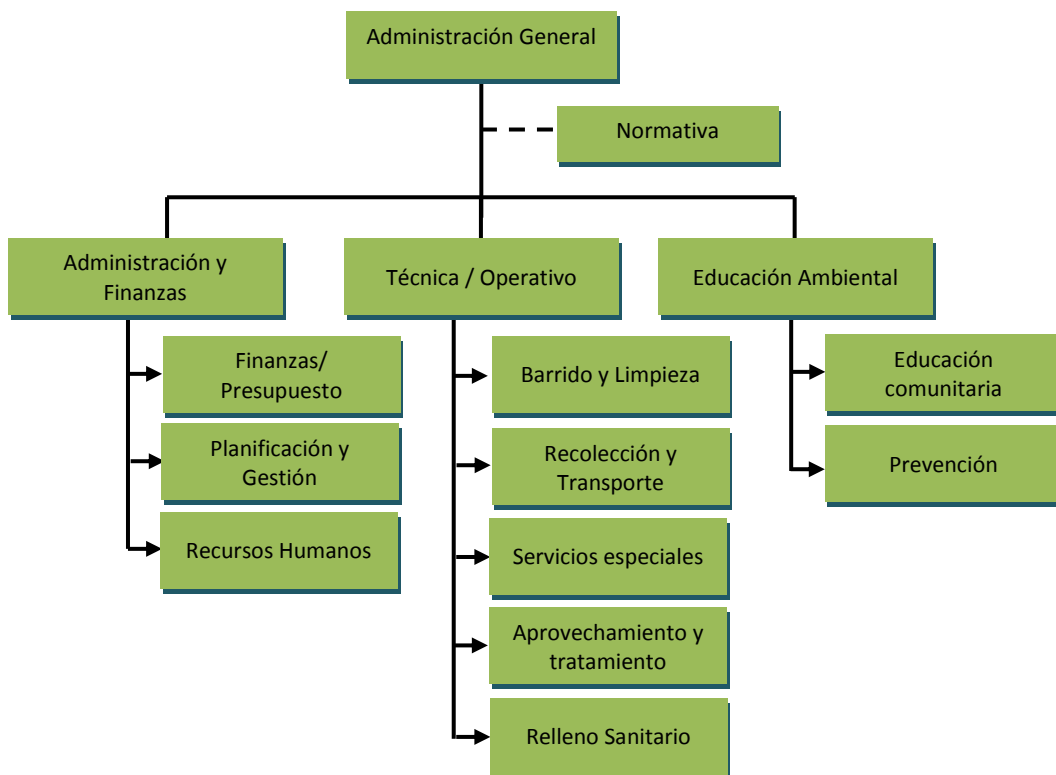 Administración General
Normativa
Administración y
Finanzas
Técnica / Operativo
Educación Ambiental
Finanzas/
Presupuesto
Planificación y
Gestión
Recursos Humanos
Barrido y Limpieza
Recolección y
Transporte
Servicios especiales
Aprovechamiento y
tratamiento
Relleno Sanitario
Educación
comunitaria
Prevención